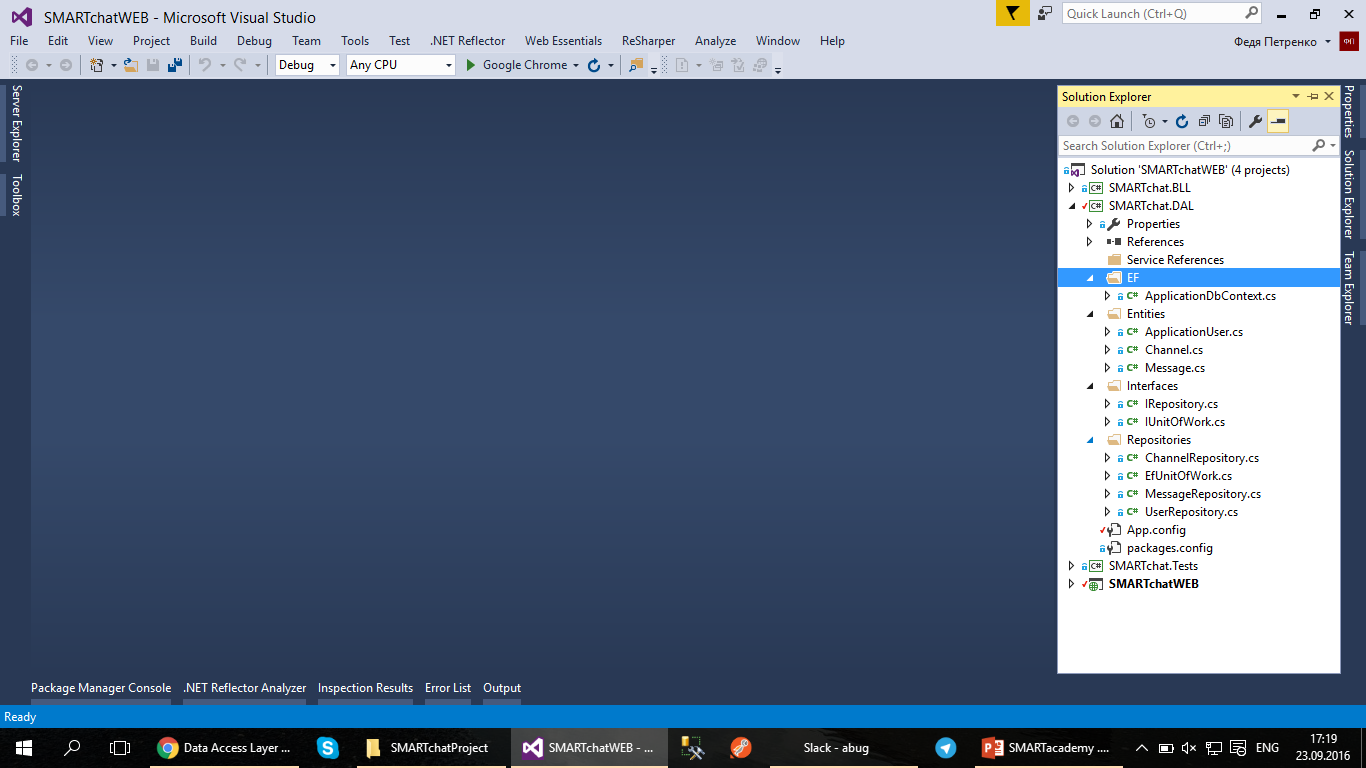 SMARTchatWEB - Microsoft Visual Studio
Quick Launch (Ctrl+Q)
File Edit View Project Build Debug Team Tools Test .NET Reflector Web Essentials ReSharper Analyze Window Help
Федя Петренко
ФП
Debug Any CPU Google Chrome
Server Explorer
Toolbox
Solution Explorer
Search Solution Explorer (Ctrl+;)
Solution 'SMARTchatWEB' (4 projects)
SMARTchat.BLL
SMARTchat.DAL
Properties
References
Service References
EF
ApplicationDbContext.cs
Entities
ApplicationUser.cs
Channel.cs
Message.cs
Interfaces
IRepository.cs
IUnitOfWork.cs
Repositories
ChannelRepository.cs
EfUnitOfWork.cs
MessageRepository.cs
UserRepository.cs
App.config
packages.config
SMARTchat.Tests
SMARTchatWEB
Properties
Solution Explorer
Team Explorer
Package Manager Console .NET Reflector Analyzer Inspection Results Error List Output
Ready
Data Access Layer ... SMARTchatProject SMARTchatWEB - ... Slack - abug SMARTacademy .... ENG
17:19
23.09.2016